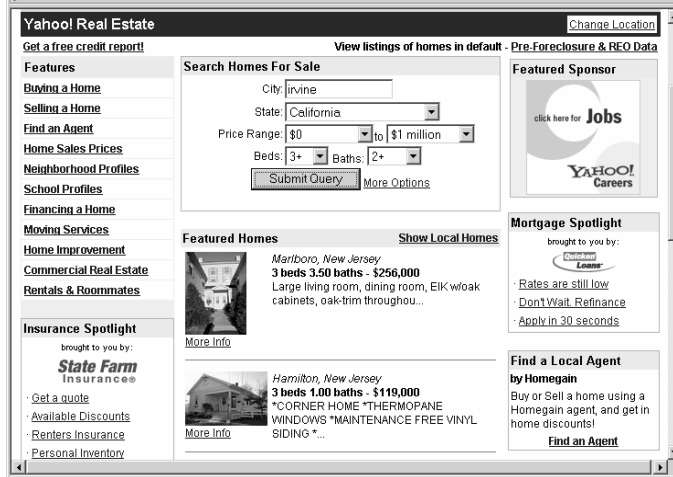 Yahoo! Real Estate
Change Location
Get a free credit report!
View listings of homes in default - Pre-Foreclosure & REO Data
Features
Buying a Home
Selling a Home
Find an Agent
Home Sales Prices
Neighborhood Profiles
School Profiles
Financing a Home
Moving Services
Home Improvement
Commercial Real Estate
Rentals & Roommates
Insurance Spotlight
brought to you by:
State Farm
Insurance®
· Get a quote
· Available Discounts
· Renters Insurance
· Personal Inventory
Search Homes For Sale
City: irvine
State: California
Price Range: $0 to $1 million
Beds: 3+ Baths: 2+
Submit Query More Options
Featured Homes Show Local Homes
Marlboro, New Jersey
3 beds 3.50 baths - $256,000
Large living room, dining room, EIK w/oak
cabinets, oak-trim throughou...
More Info
Hamilton, New Jersey
3 beds 1.00 baths - $119,000
*CORNER HOME *THERMOPANE
WINDOWS *MAINTENANCE FREE VINYL
SIDING *...
More Info
Featured Sponsor
click here for Jobs
YAHOO!
Careers
Mortgage Spotlight
brought to you by:
Quicken
Loans
· Rates are still low
· Don't Wait. Refinance
· Apply in 30 seconds
Find a Local Agent
by Homegain
Buy or Sell a home using a
Homegain agent, and get in
home discounts!
Find an Agent